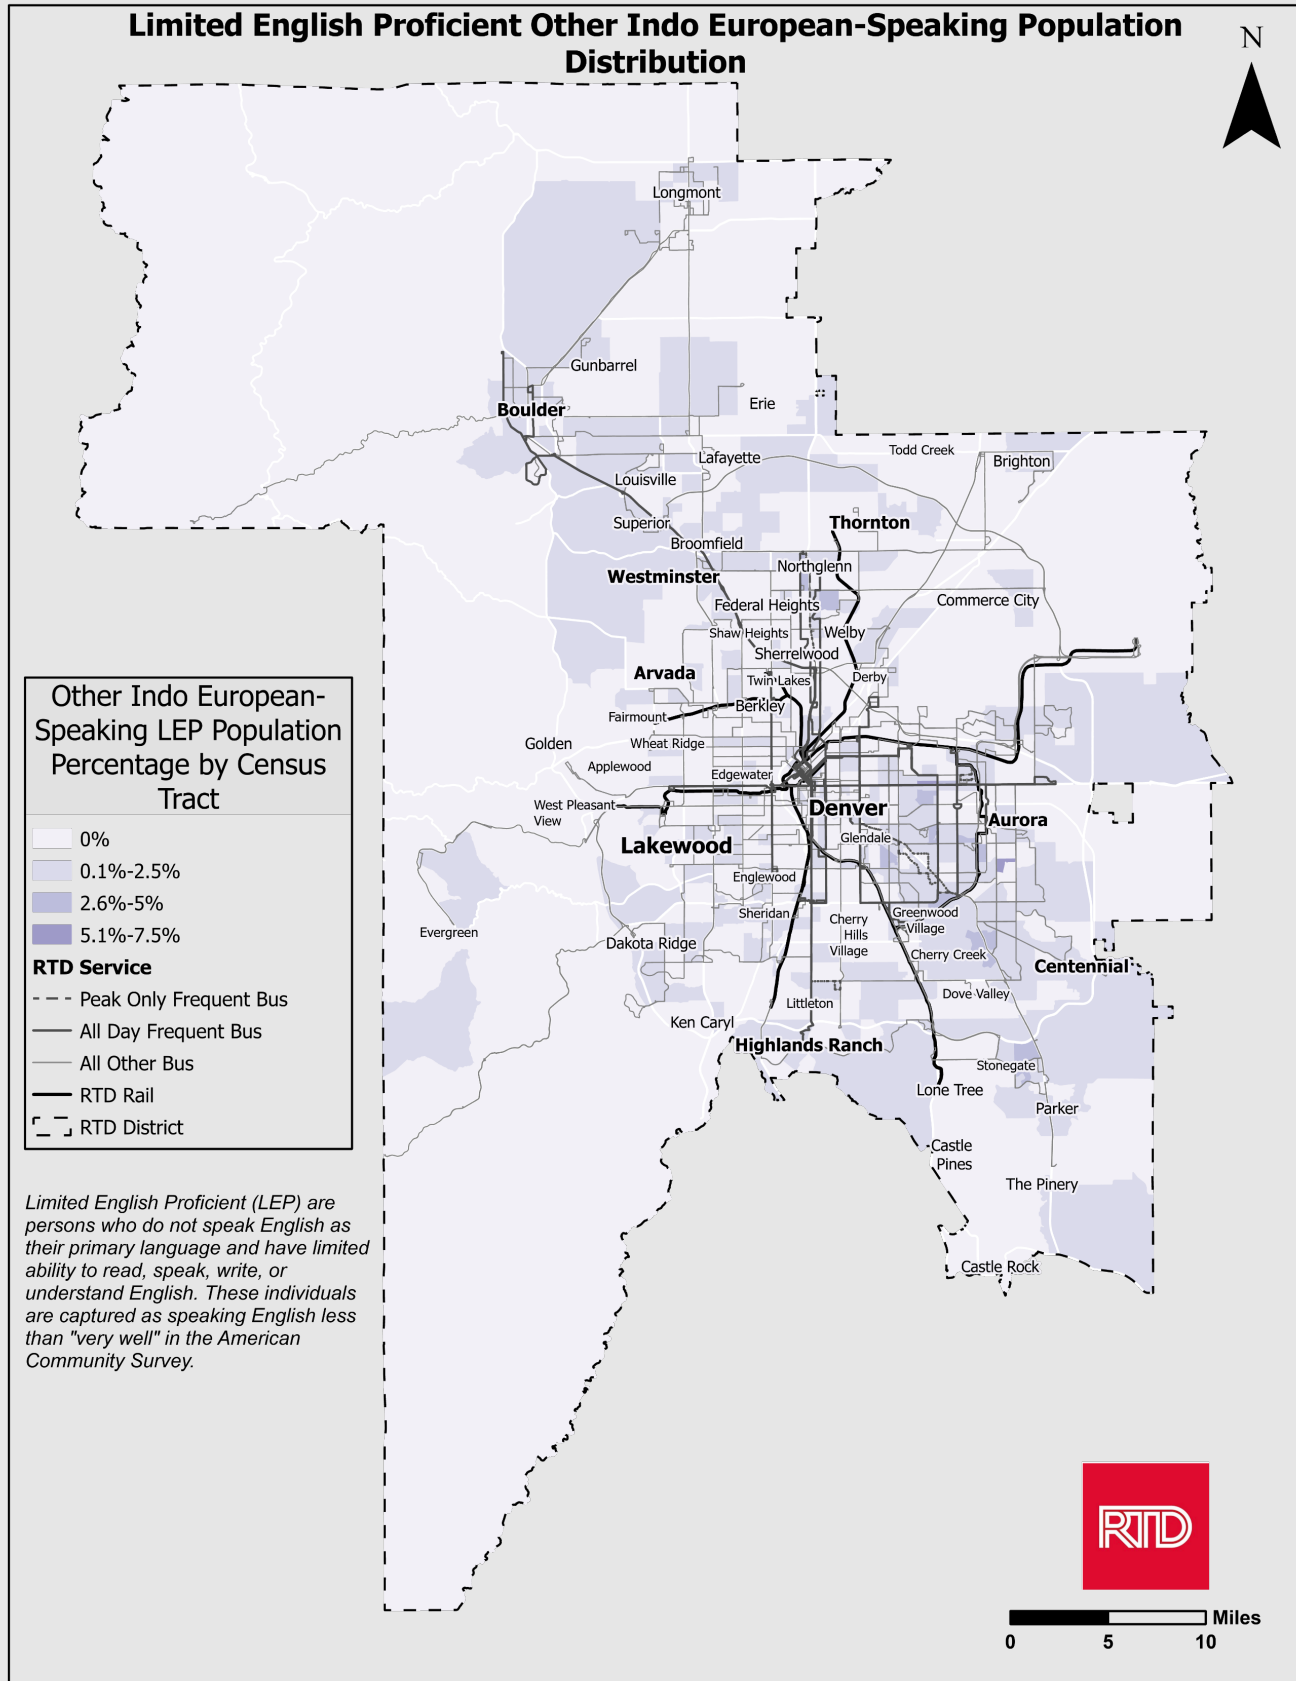 Limited English Proficient Other Indo European-Speaking Population
Distribution
N
Longmont
Gunbarrel
Boulder
Erie
Lafayette
Todd Creek
Brighton
Louisville
Superior
Thornton
Broomfield
Northglenn
Westminster
Federal Heights
Commerce City
Shaw Heights
Welby
Sherrelwood
Arvada
Twin Lakes
Derby
Berkley
Fairmount
Golden
Wheat Ridge
Applewood
Edgewater
West Pleasant
View
Denver
Aurora
Lakewood
Glendale
Englewood
Sheridan
Cherry
Hills
Village
Greenwood
Village
Evergreen
Dakota Ridge
Cherry Creek
Centennial
Dove Valley
Littleton
Ken Caryl
Highlands Ranch
Stonegate
Lone Tree
Parker
Castle
Pines
The Pinery
Castle Rock
Other Indo European-
Speaking LEP Population
Percentage by Census
Tract
0%
0.1%-2.5%
2.6%-5%
5.1%-7.5%
RTD Service
Peak Only Frequent Bus
All Day Frequent Bus
All Other Bus
RTD Rail
RTD District
Limited English Proficient (LEP) are
persons who do not speak English as
their primary language and have limited
ability to read, speak, write, or
understand English. These individuals
are captured as speaking English less
than "very well" in the American
Community Survey.
RTD
Miles
0 5 10